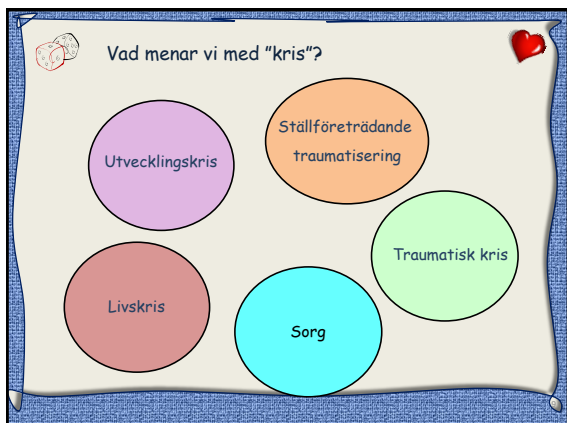 Vad menar vi med ”kris”?
Ställföreträdande
traumatisering
Utvecklingskris
Traumatisk kris
Livskris
Sorg